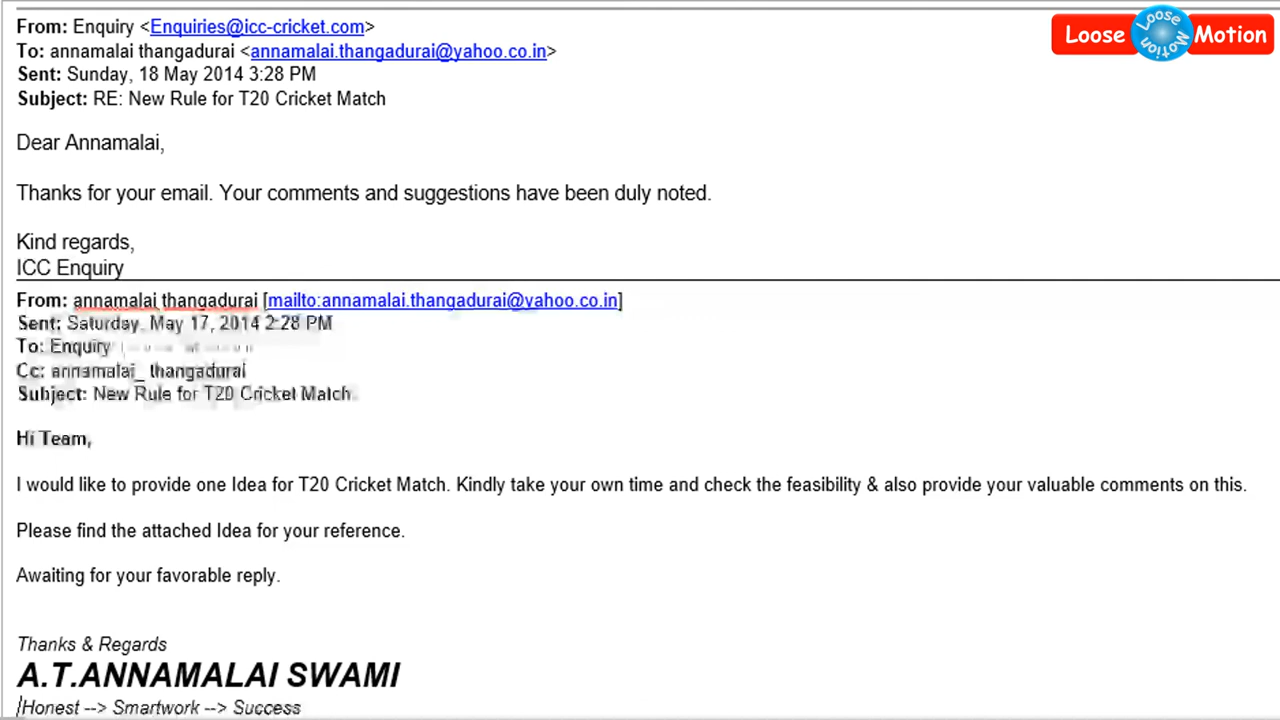 From: Enquiry <Enquiries@icc-cricket.com>
To: annamalai thangadurai <annamalai.thangadurai@yahoo.co.in>
Sent: Sunday, 18 May 2014 3:28 PM
Subject: RE: New Rule for T20 Cricket Match
Loose Loose Motion Motion
Dear Annamalai,
Thanks for your email. Your comments and suggestions have been duly noted.
Kind regards,
ICC Enquiry
From: annamalai thangadurai [mailto:annamalai.thangadurai@yahoo.co.in]
Sent: Saturday, May 17, 2014 2:28 PM
To: Enquiry
Cc: annamalai_ thangadurai
Subject: New Rule for T20 Cricket Match
Hi Team,
I would like to provide one Idea for T20 Cricket Match. Kindly take your own time and check the feasibility & also provide your valuable comments on this.
Please find the attached Idea for your reference.
Awaiting for your favorable reply.
Thanks & Regards
A.T.ANNAMALAI SWAMI
Honest --> Smartwork --> Success